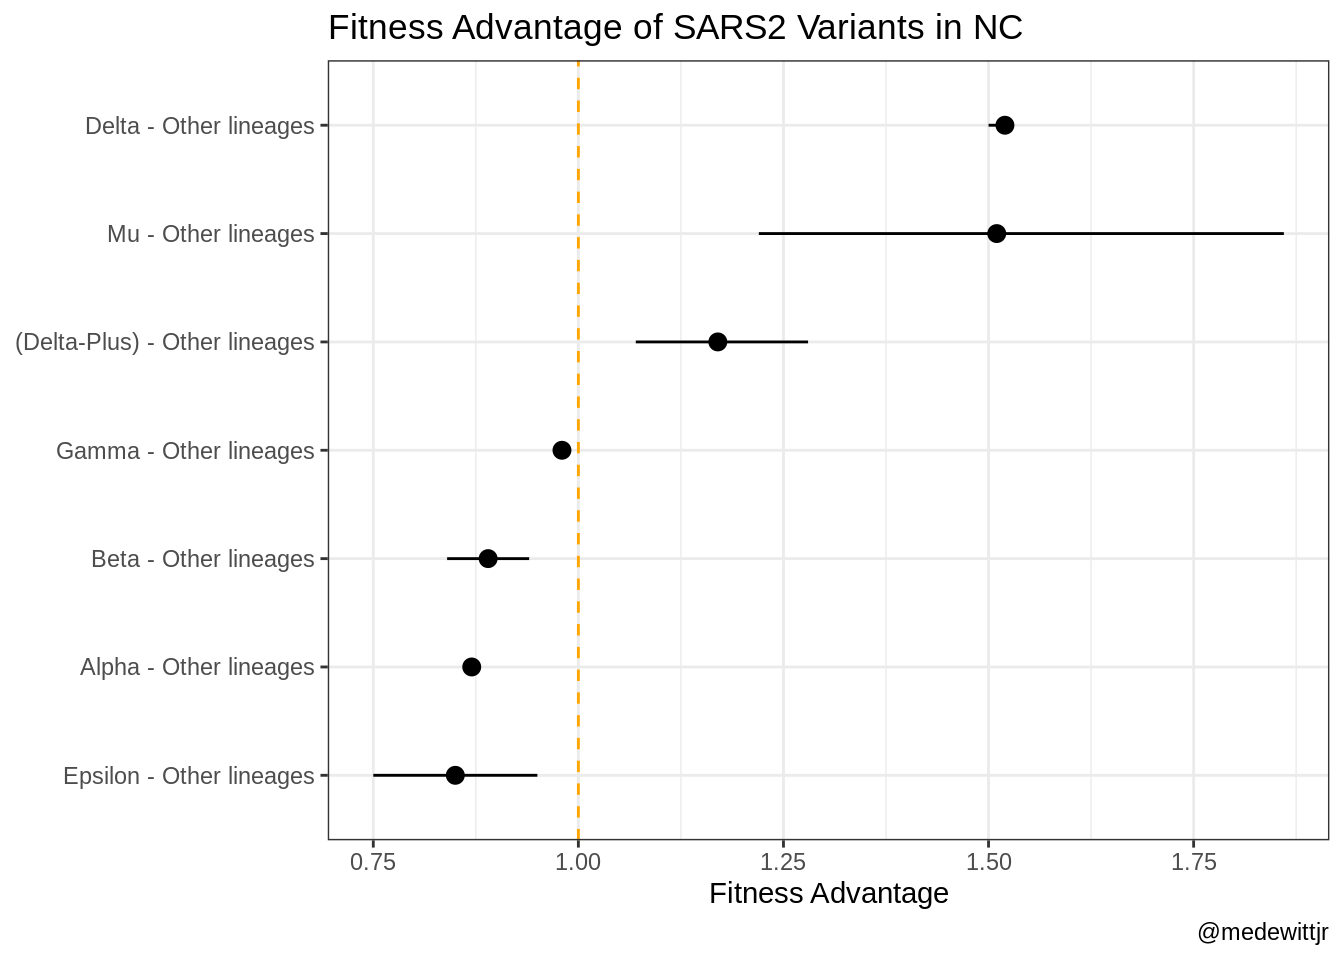 Fitness Advantage of SARS2 Variants in NC
Delta - Other lineages
Mu - Other lineages
(Delta-Plus) - Other lineages
Gamma - Other lineages
Beta - Other lineages
Alpha - Other lineages
Epsilon - Other lineages
0.75 1.00 1.25 1.50 1.75
Fitness Advantage
@medewittjr